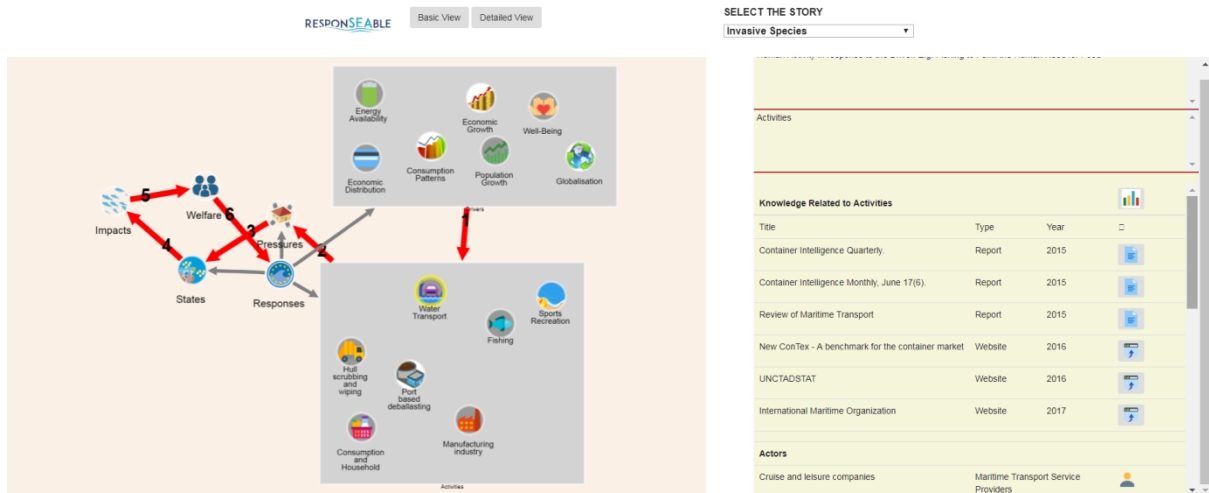 RESPONSEABLE
Basic View
Detailed View
SELECT THE STORY
Invasive Species
Energy
Availability
Economic
Growth
Well-Being
Economic
Distribution
Consumption
Patterns
Population
Growth
Globalisation
Drivers
5
Impacts
Welfare
6
3
1
4
Pressures
2
States
Responses
Water
Transport
Sports
Recreation
Fishing
Hull
scrubbing
and
wiping
Port
based
deballasting
Consumption
and
Household
Manufacturing
industry
Activities
Activities
Knowledge Related to Activities
Title Type Year
Container Intelligence Quarterly. Report 2015
Container Intelligence Monthly, June 17(6). Report 2015
Review of Maritime Transport Report 2015
New ConTex - A benchmark for the container market Website 2016
UNCTADSTAT Website 2016
International Maritime Organization Website 2017
Actors
Cruise and leisure companies Maritime Transport Service
Providers